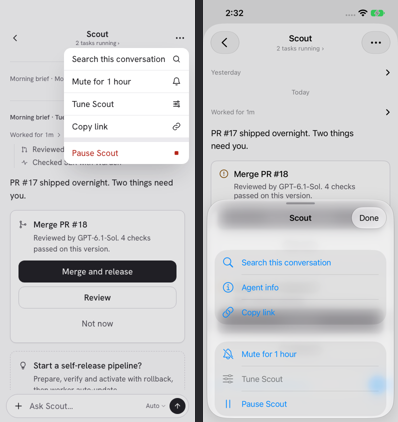 Scout
2 tasks running ›
Search this conversation
Morning brief ·
Mute for 1 hour
Tune Scout
Copy link
Morning brief · Tue
Worked for 1m ›
Pause Scout
Reviewed
PR #17 shipped overnight. Two things need
you.
Merge PR #18
Reviewed by GPT-6.1-Sol. 4 checks
passed on this version.
Merge and release
Review
Not now
Start a self-release pipeline?
Prepare, verify and activate with rollback,
Ask Scout...
Auto
2:32
Scout
2 tasks running ›
Yesterday
Today
Worked for 1m
PR #17 shipped overnight. Two things
need you.
Merge PR #18
Reviewed by GPT-6.1-Sol. 4 checks
passed on this version.
Scout
Done
Search this conversation
Agent info
Copy link
Mute for 1 hour
Tune Scout
Pause Scout